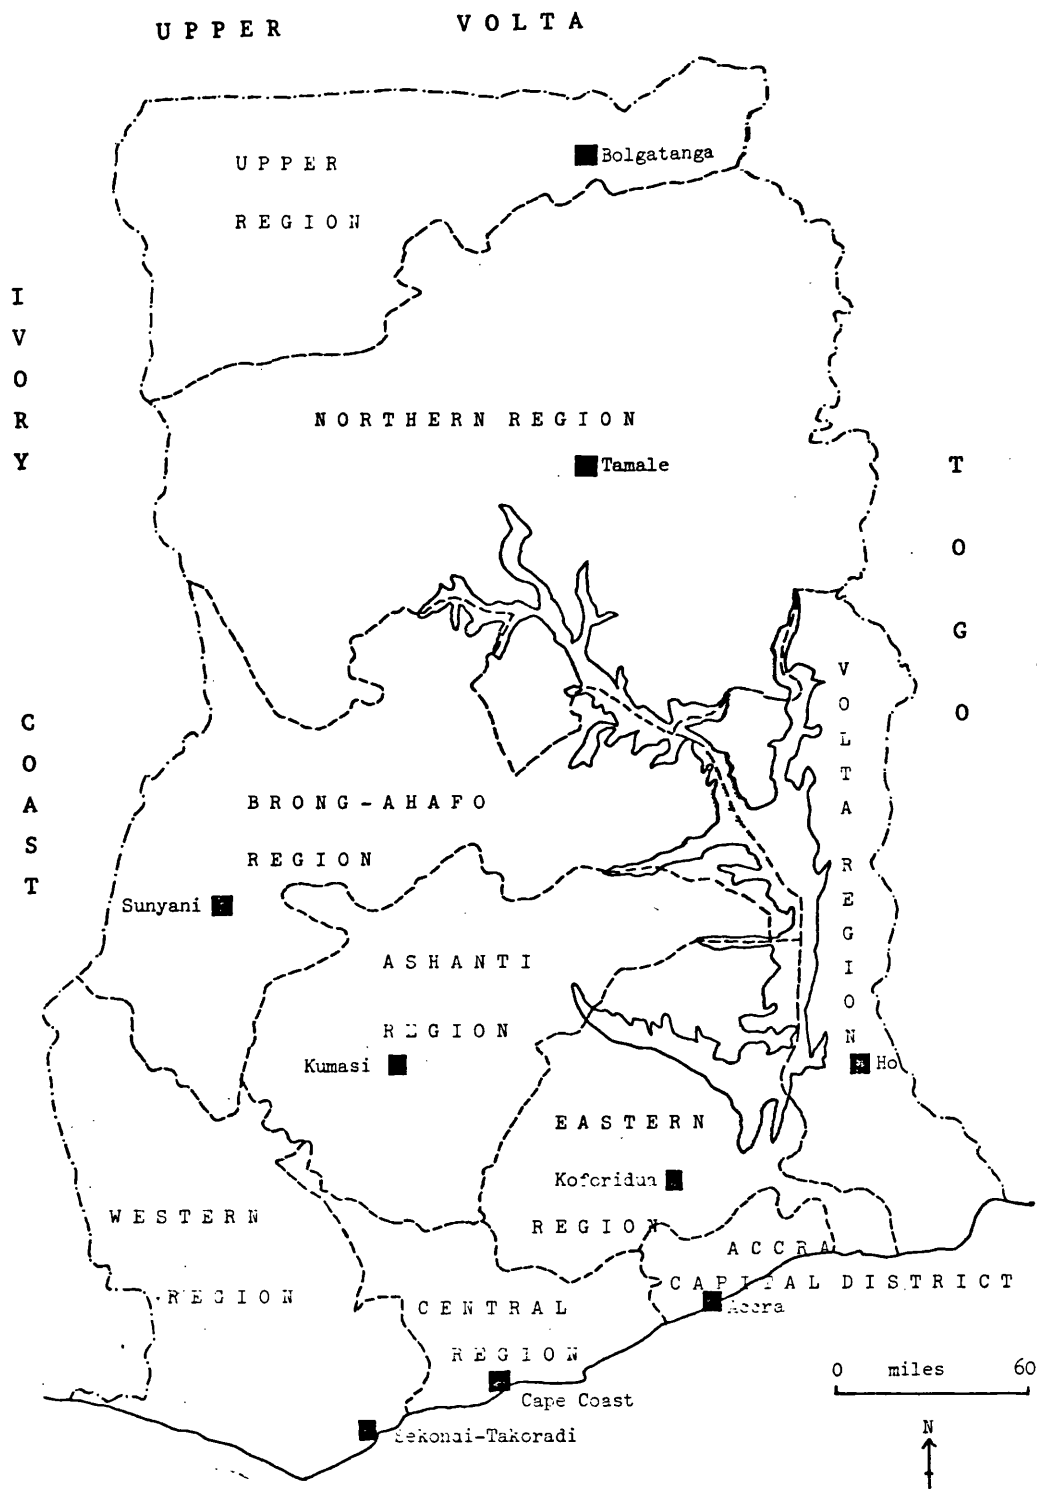 UPPER VOLTA
Bolgatanga
UPPER
REGION
IVORY
NORTHERN REGION
TOGO
Tamale
VOLTA REGION
COAST
BRONG-AHAFO
REGION
Sunyani
ASHANTI
REGION
Kumasi
Ho
EASTERN
Koforidua
REGION
WESTERN
REGION
ACCRA
CAPITAL DISTRICT
Accra
CENTRAL
REGION
Cape Coast
Sekondi-Takoradi
0 miles 60
N